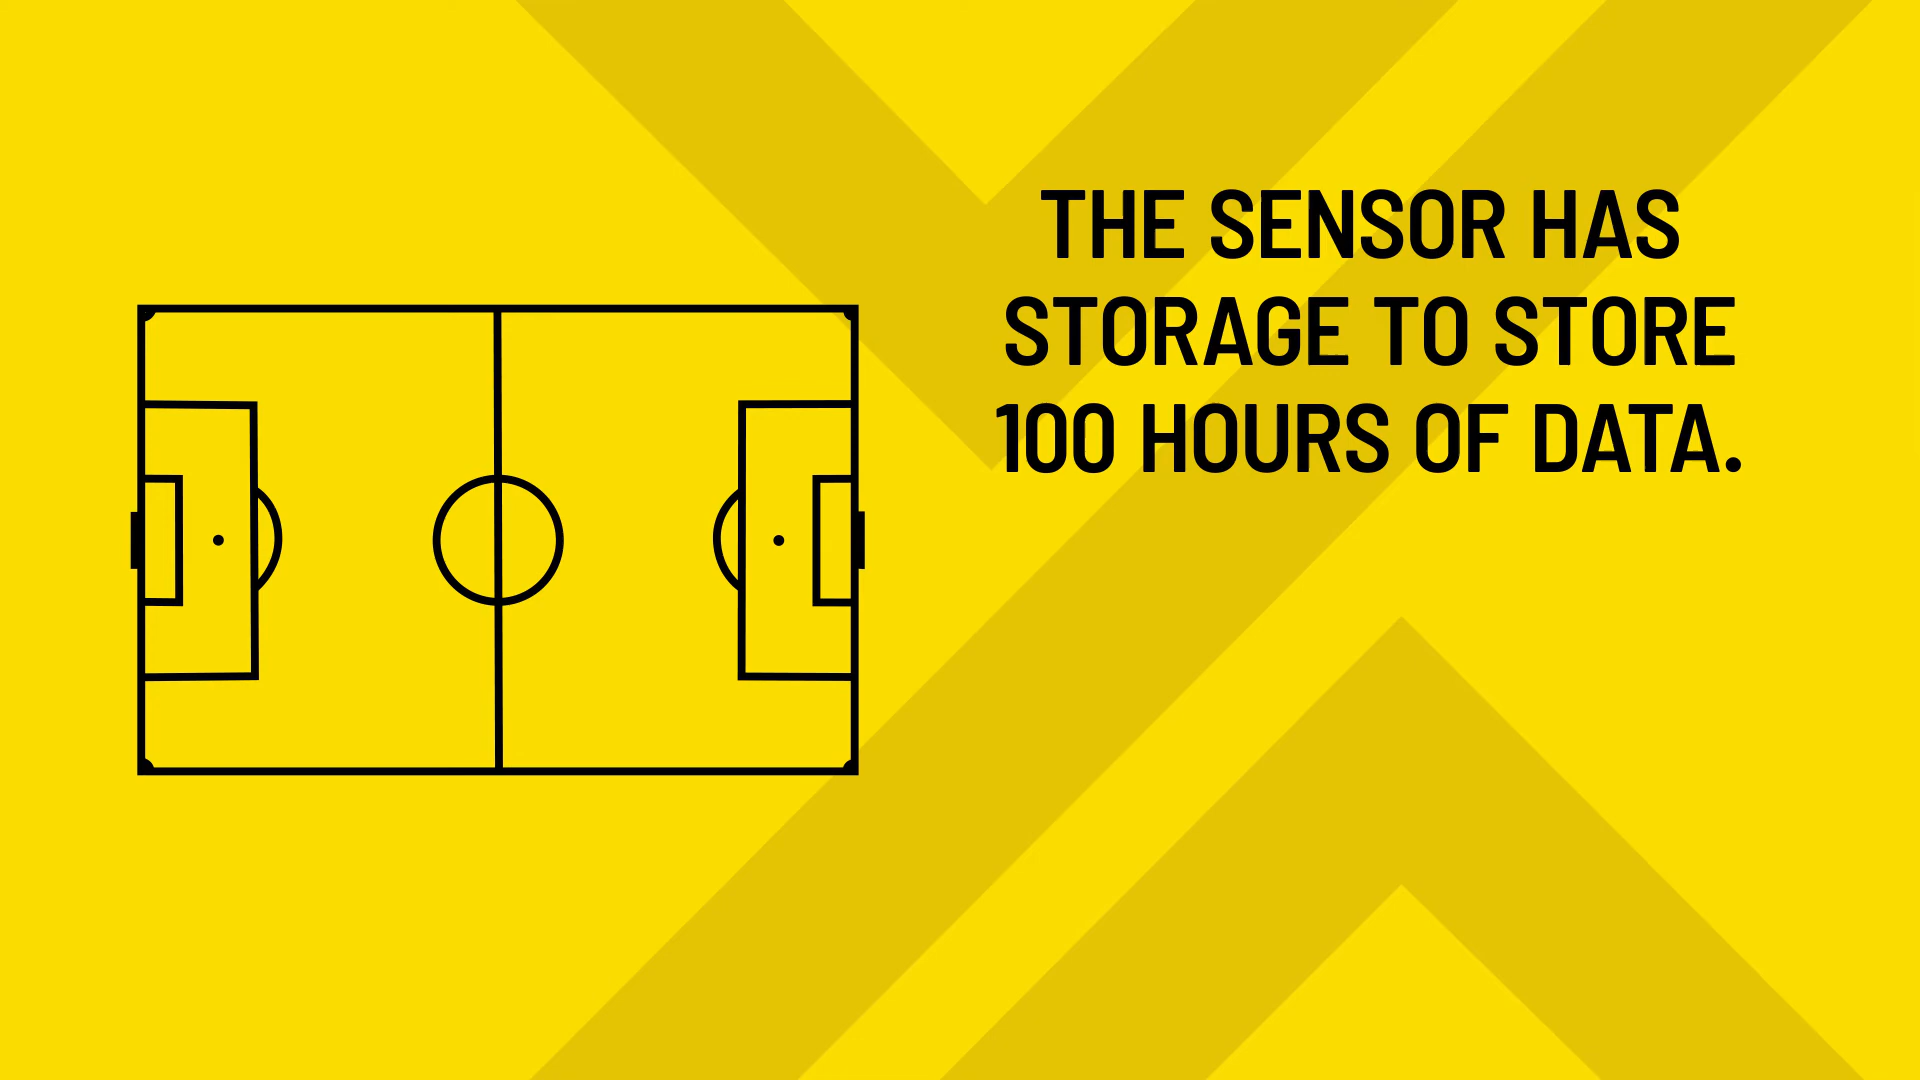 THE SENSOR HAS
STORAGE TO STORE
100 HOURS OF DATA.